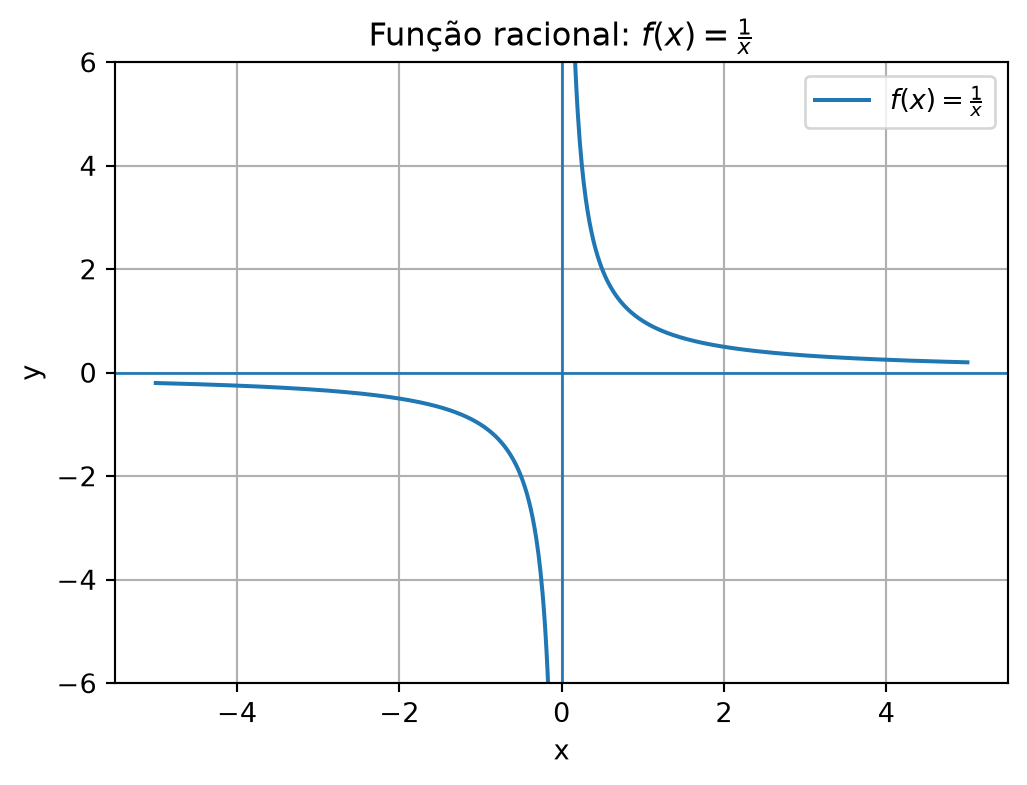 Função racional: f(x) = 1/x
f(x) = 1/x
6
4
2
0
−2
−4
−6
y
−4 −2 0 2 4
x